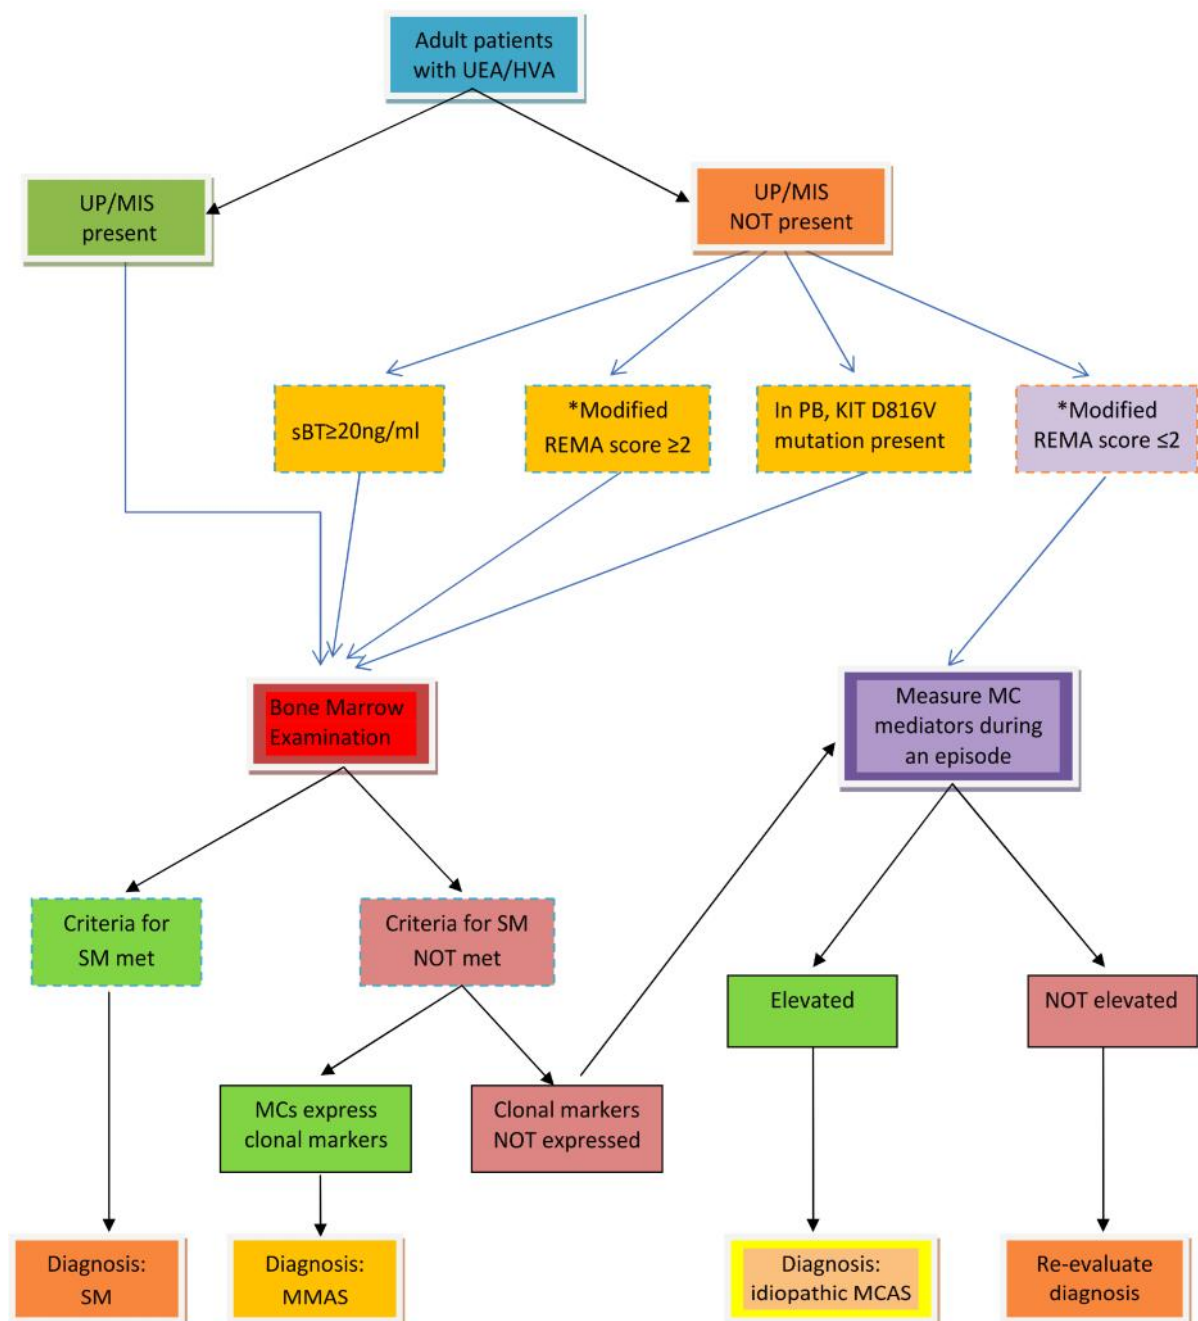 Adult patients
with UEA/HVA
UP/MIS
present
UP/MIS
NOT present
sBT≥20ng/ml
*Modified
REMA score ≥2
In PB, KIT D816V
mutation present
*Modified
REMA score ≤2
Bone Marrow
Examination
Measure MC
mediators during
an episode
Criteria for
SM met
Criteria for SM
NOT met
Elevated
NOT elevated
MCs express
clonal markers
Clonal markers
NOT expressed
Diagnosis:
SM
Diagnosis:
MMAS
Diagnosis:
idiopathic MCAS
Re-evaluate
diagnosis